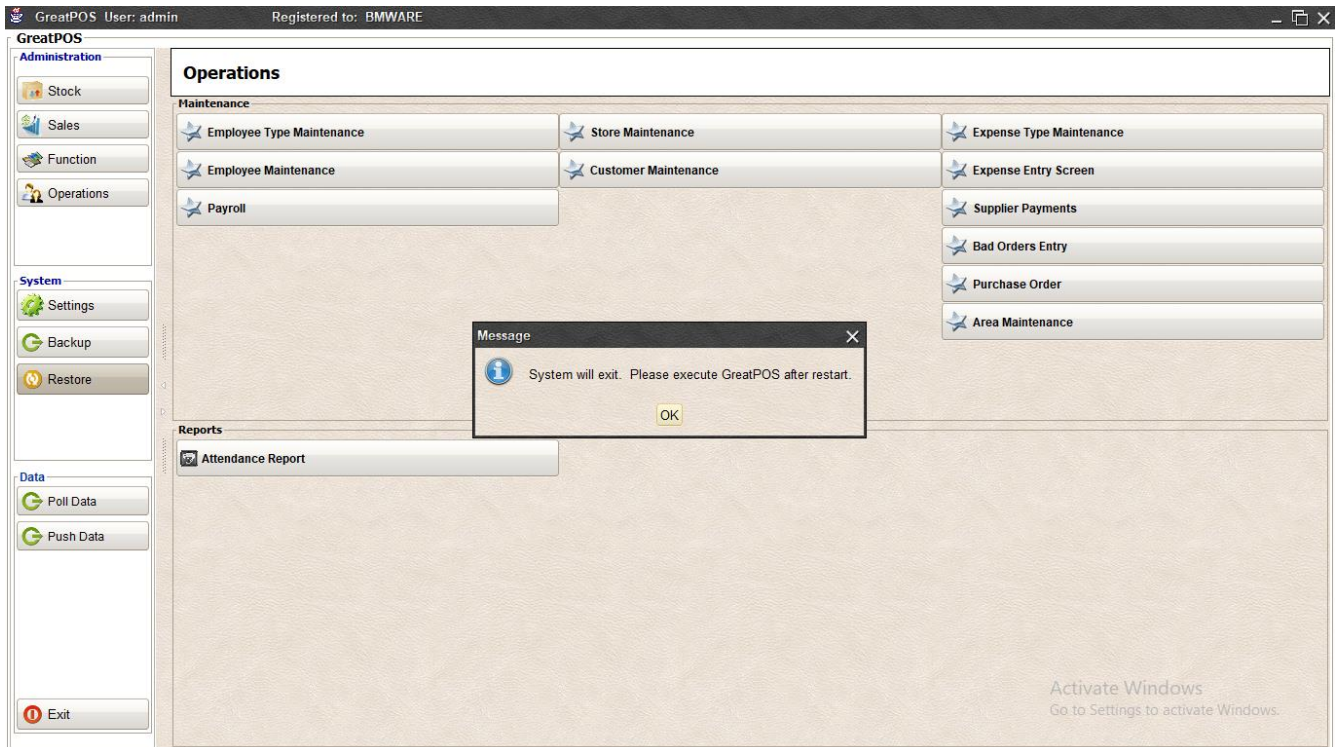 GreatPOS User: admin Registered to: BMWARE
GreatPOS
Administration
Stock
Sales
Function
Operations
System
Settings
Backup
Restore
Data
Poll Data
Push Data
Exit
Operations
Maintenance
Employee Type Maintenance
Store Maintenance
Expense Type Maintenance
Employee Maintenance
Customer Maintenance
Expense Entry Screen
Payroll
Supplier Payments
Bad Orders Entry
Purchase Order
Area Maintenance
Message
System will exit. Please execute GreatPOS after restart.
OK
Reports
Attendance Report
Activate Windows
Go to Settings to activate Windows.